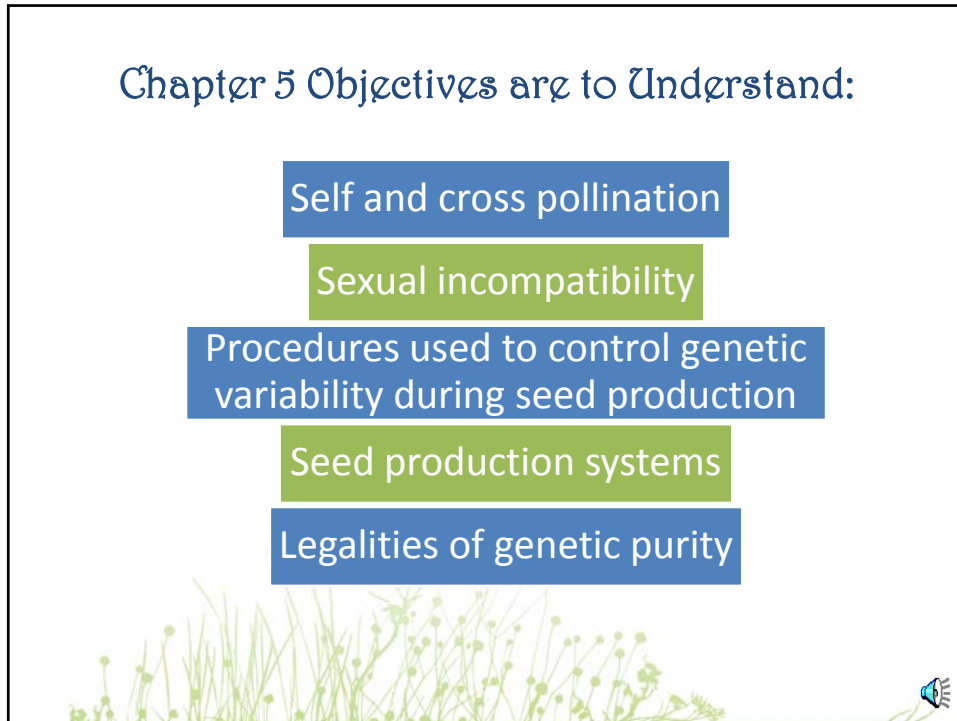 Chapter 5 Objectives are to Understand:
Self and cross pollination
Sexual incompatibility
Procedures used to control genetic
variability during seed production
Seed production systems
Legalities of genetic purity